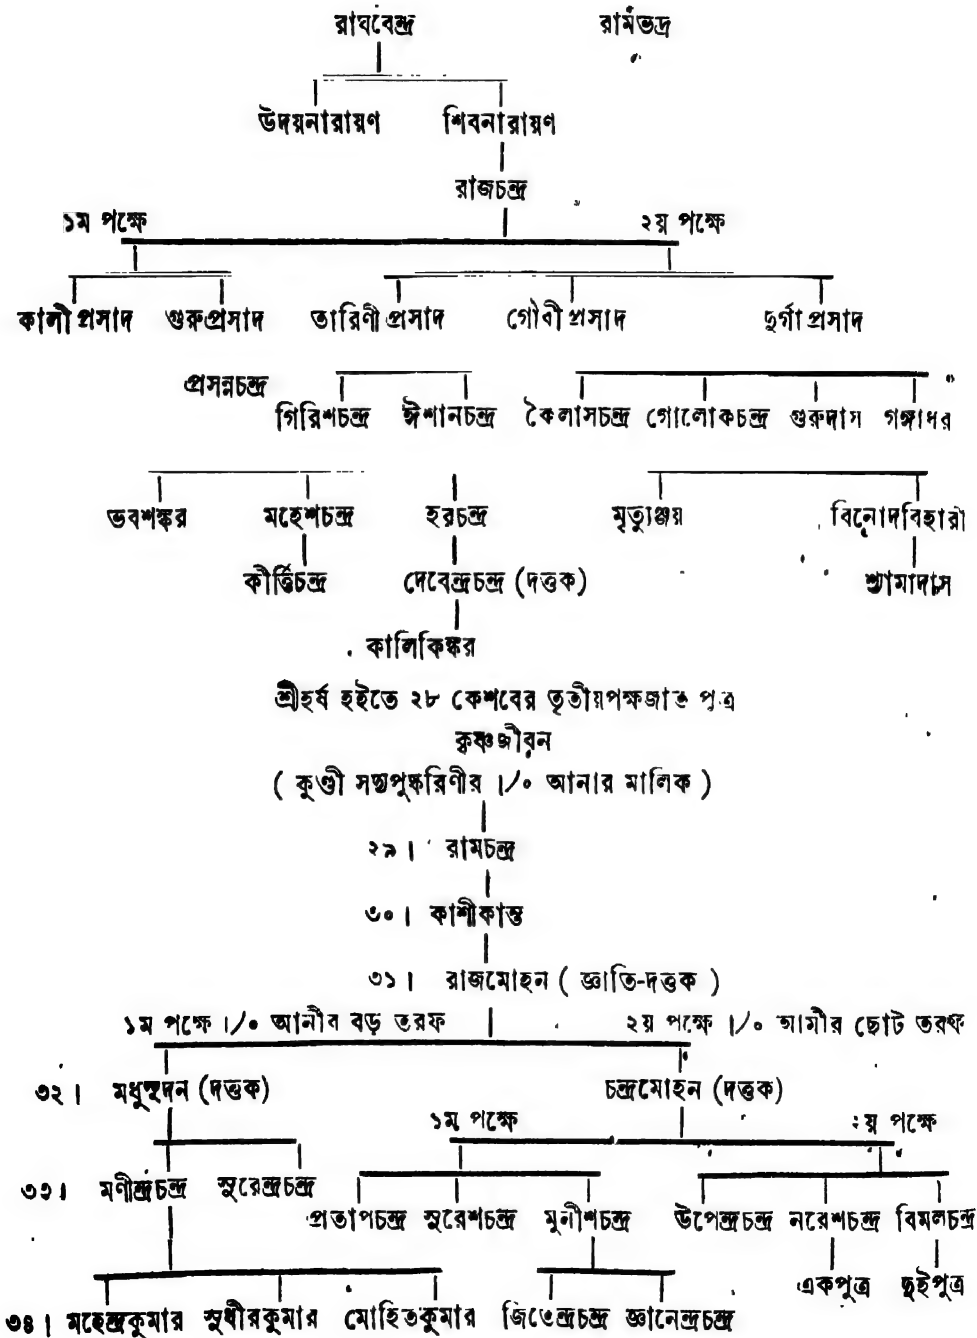 রাঘবেন্দ্র রামভদ্র
উদয়নারায়ণ শিবনারায়ণ
রাজচন্দ্র
১ম পক্ষে ২য় পক্ষে
কালীপ্রসাদ গুরুপ্রসাদ তারিণীপ্রসাদ গৌবীপ্রসাদ দুর্গাপ্রসাদ
প্রসন্নচন্দ্র
গিরিশচন্দ্র ঈশানচন্দ্র কৈলাসচন্দ্র গোলোকচন্দ্র গুরুদাস গঙ্গাধর
ভবশঙ্কর মহেশচন্দ্র হরচন্দ্র মৃত্যুঞ্জয় বিনোদবিহারী
কীর্ত্তিচন্দ্র দেবেন্দ্রচন্দ্র (দত্তক) শ্যামাদাস
কালিকিঙ্কর
শ্রীহর্ষ হইতে ২৮ কেশবের তৃতীয়পক্ষজাত পুত্র
কৃষ্ণজীবন
( কুণ্ডী সদ্যপুষ্করিণীর ।/০ আনার মালিক )
২৯। রামচন্দ্র
৩০। কাশীকান্ত
৩১। রাজমোহন ( জ্ঞাতি-দত্তক )
১ম পক্ষে ।/০ আনীর বড় তরফ ২য় পক্ষে ।/০ আনীর ছোট তরফ
৩২। মধুসূদন (দত্তক) চন্দ্রমোহন (দত্তক)
১ম পক্ষে ২য় পক্ষে
৩৩। মণীন্দ্রচন্দ্র সুরেন্দ্রচন্দ্র
প্রতাপচন্দ্র সুরেশচন্দ্র মুনীশচন্দ্র উপেন্দ্রচন্দ্র নরেশচন্দ্র বিমলচন্দ্র
একপুত্র দুইপুত্র
৩৪। মহেন্দ্রকুমার সুধীরকুমার মোহিতকুমার জিতেন্দ্রচন্দ্র জ্ঞানেন্দ্রচন্দ্র